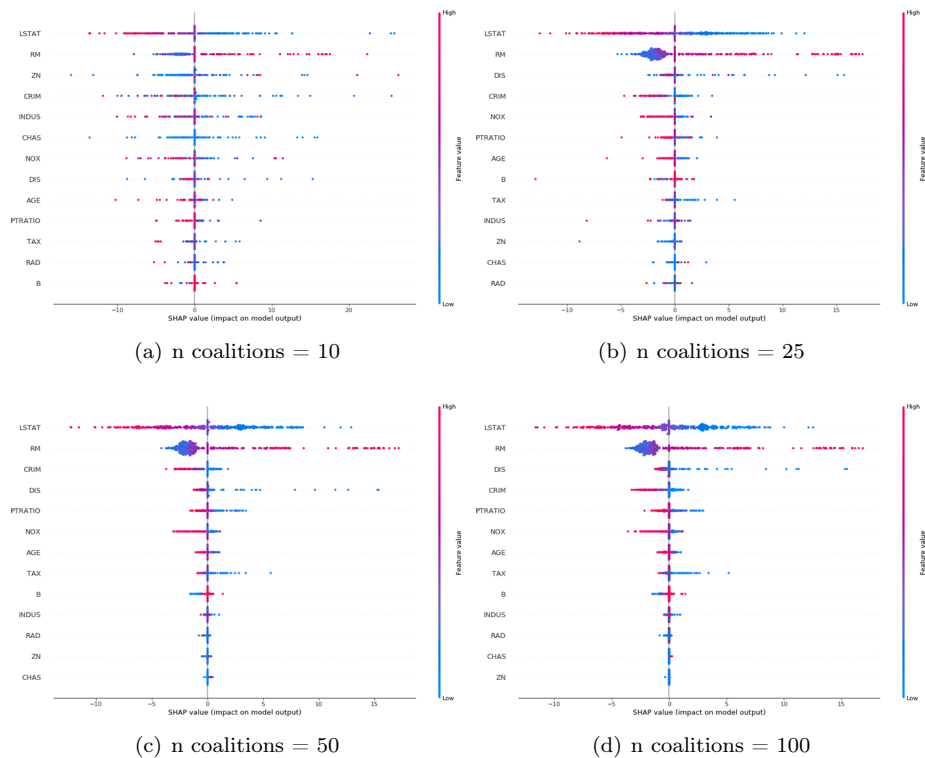 High
LSTAT
RM
ZN
CRIM
INDUS
CHAS
NOX
DIS
AGE
PTRATIO
TAX
RAD
B
Feature value
Low
−10 0 10 20
SHAP value (impact on model output)
(a) n coalitions = 10
High
LSTAT
RM
DIS
CRIM
NOX
PTRATIO
AGE
B
TAX
INDUS
ZN
CHAS
RAD
Feature value
Low
−10 −5 0 5 10 15
SHAP value (impact on model output)
(b) n coalitions = 25
High
LSTAT
RM
CRIM
DIS
PTRATIO
NOX
AGE
TAX
B
INDUS
RAD
ZN
CHAS
Feature value
Low
−10 −5 0 5 10 15
SHAP value (impact on model output)
(c) n coalitions = 50
High
LSTAT
RM
DIS
CRIM
PTRATIO
NOX
AGE
TAX
B
INDUS
RAD
CHAS
ZN
Feature value
Low
−10 −5 0 5 10 15
SHAP value (impact on model output)
(d) n coalitions = 100